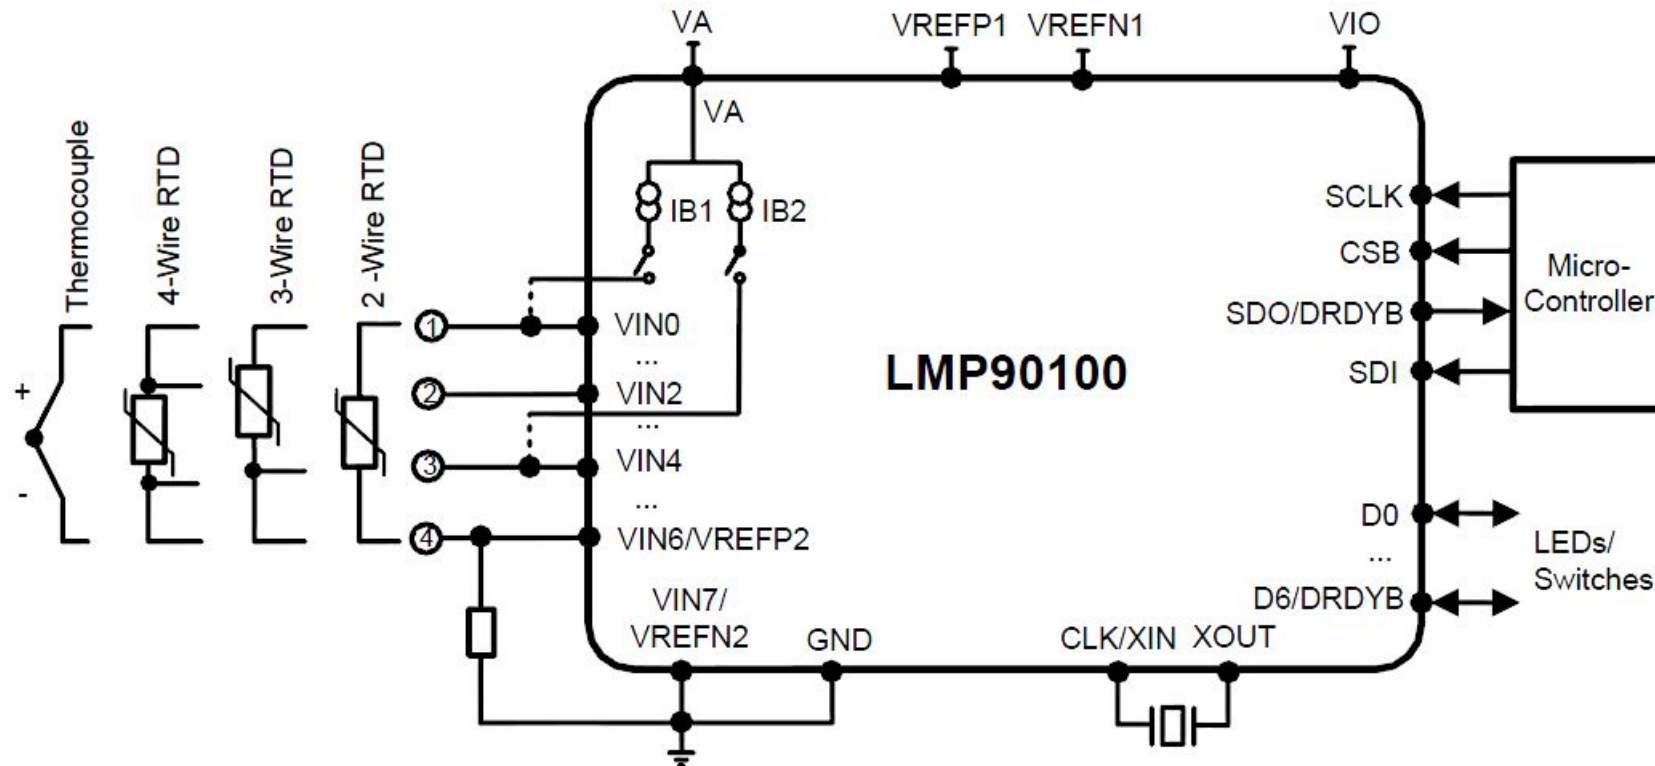 VA
VREFP1
VREFN1
VIO
VA
Thermocouple
4-Wire RTD
3-Wire RTD
2 -Wire RTD
IB1
IB2
SCLK
CSB
SDO/DRDYB
SDI
Micro-
Controller
+
-
1
2
3
4
VIN0
...
VIN2
...
VIN4
...
VIN6/VREFP2
LMP90100
D0
...
D6/DRDYB
LEDs/
Switches
VIN7/
VREFN2
GND
CLK/XIN
XOUT